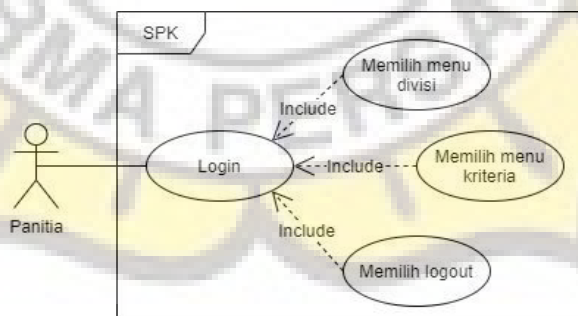 SPK
Memilih menu
divisi
Include
Login
Include
Memilih menu
kriteria
Panitia
Include
Memilih logout